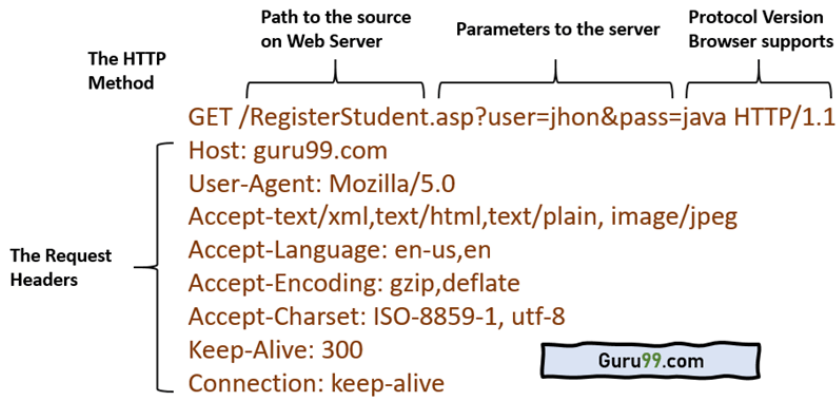 Path to the source
on Web Server
Parameters to the server
Protocol Version
Browser supports
The HTTP
Method
GET /RegisterStudent.asp?user=jhon&pass=java HTTP/1.1
Host: guru99.com
User-Agent: Mozilla/5.0
Accept-text/xml,text/html,text/plain, image/jpeg
Accept-Language: en-us,en
Accept-Encoding: gzip,deflate
Accept-Charset: ISO-8859-1, utf-8
Keep-Alive: 300
Connection: keep-alive
The Request
Headers
Guru99.com